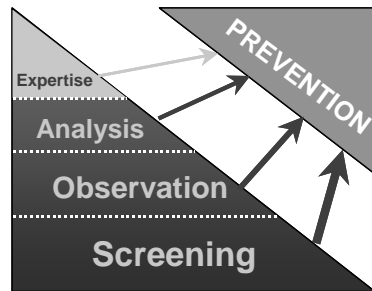 PREVENTION
Expertise
Analysis
Observation
Screening